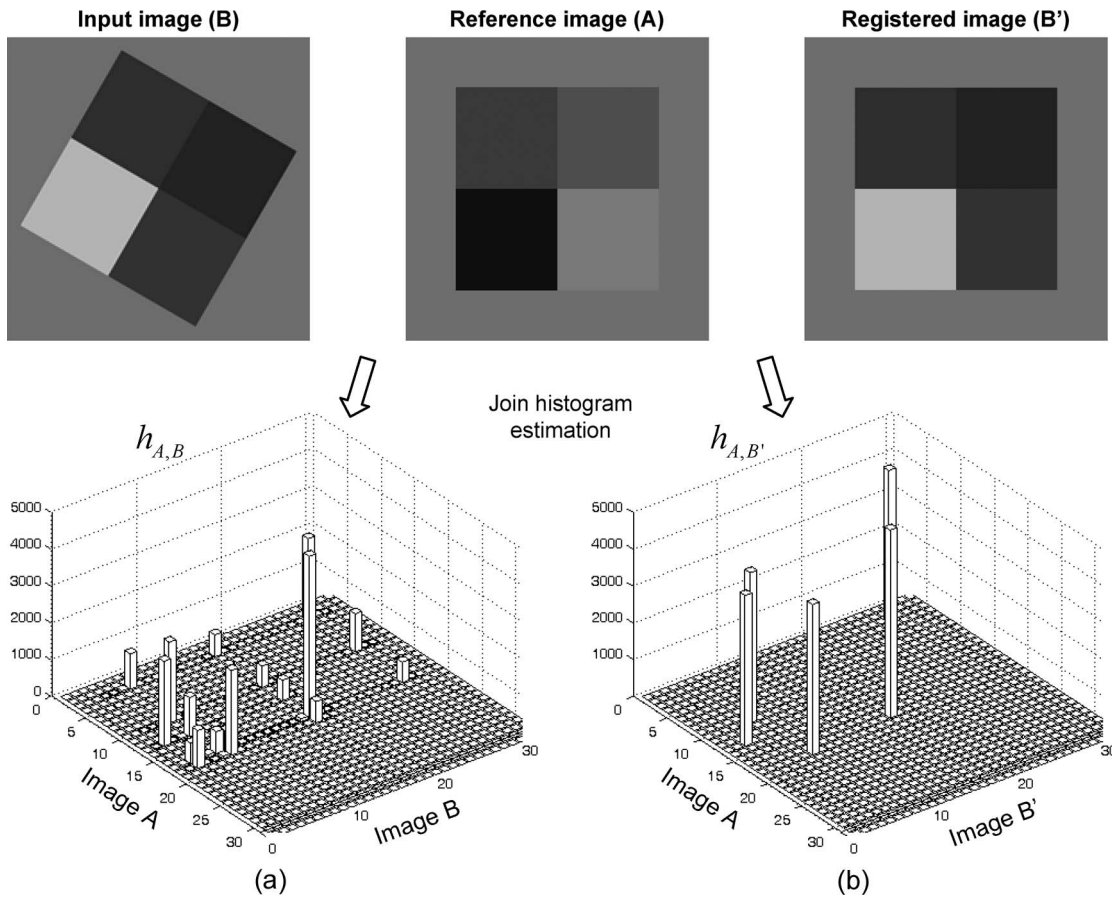 Input image (B)
Reference image (A)
Registered image (B')
Join histogram
estimation
h_{A,B}
h_{A,B'}
5000
4000
3000
2000
1000
0
0
5
10
15
20
25
30
0
10
20
30
Image A
Image B
(a)
5000
4000
3000
2000
1000
0
0
5
10
15
20
25
30
0
10
20
30
Image A
Image B'
(b)